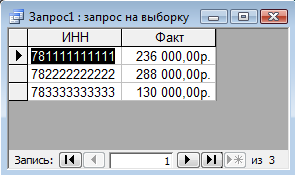 Запрос1 : запрос на выборку
ИНН Факт
781111111111 236 000,00р.
782222222222 288 000,00р.
783333333333 130 000,00р.
Запись: 1 из 3